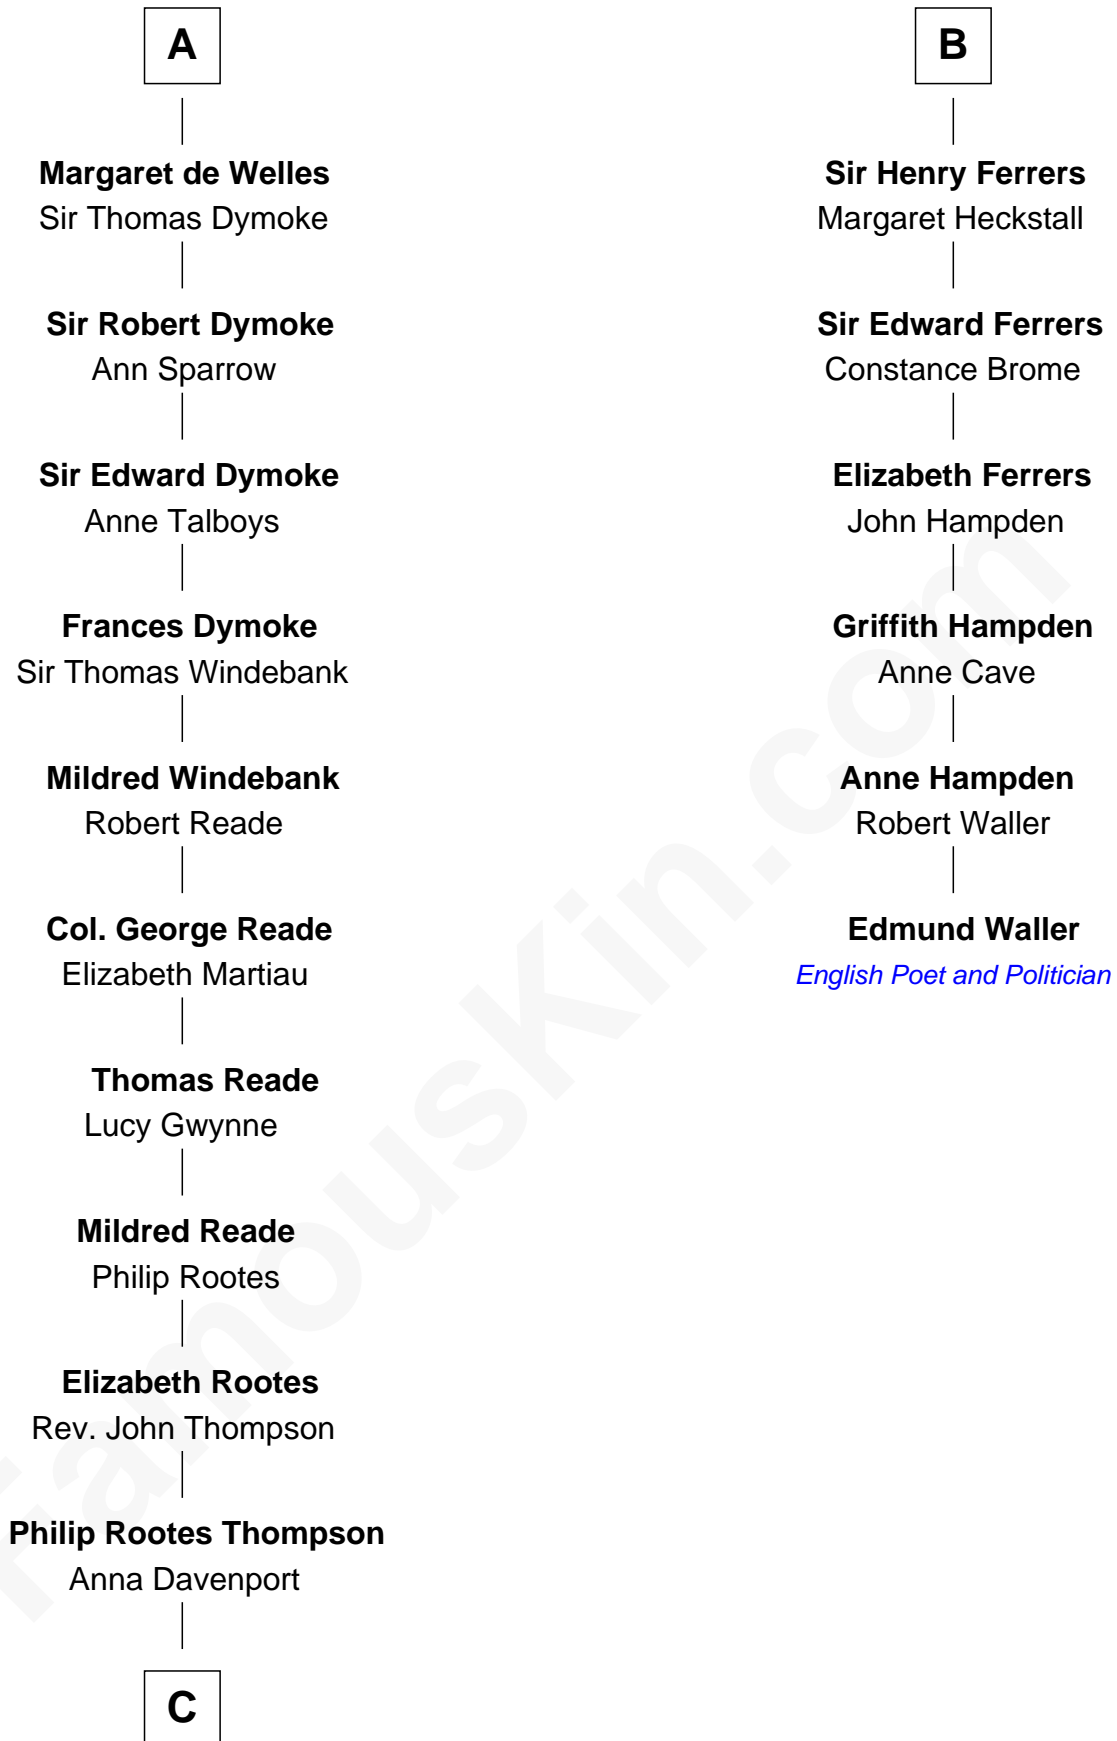 A
Margaret de Welles
Sir Thomas Dymoke
Sir Robert Dymoke
Ann Sparrow
Sir Edward Dymoke
Anne Talboys
Frances Dymoke
Sir Thomas Windebank
Mildred Windebank
Robert Reade
Col. George Reade
Elizabeth Martiau
Thomas Reade
Lucy Gwynne
Mildred Reade
Philip Rootes
Elizabeth Rootes
Rev. John Thompson
Philip Rootes Thompson
Anna Davenport
C
B
Sir Henry Ferrers
Margaret Heckstall
Sir Edward Ferrers
Constance Brome
Elizabeth Ferrers
John Hampden
Griffith Hampden
Anne Cave
Anne Hampden
Robert Waller
Edmund Waller
English Poet and Politician
FamousKin.com